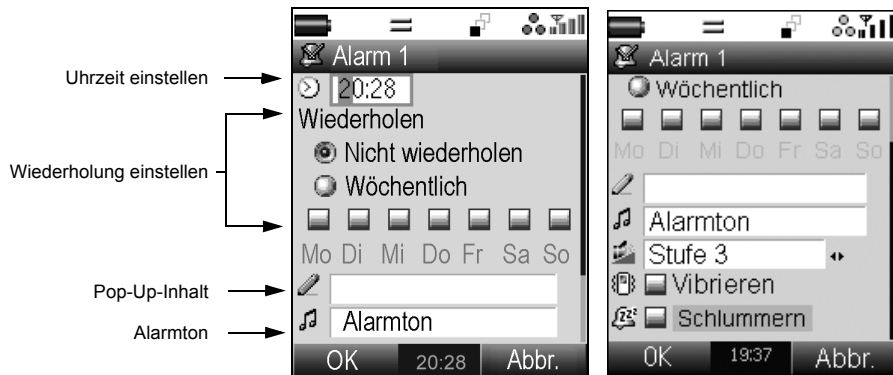 Uhrzeit einstellen
Wiederholung einstellen
Pop-Up-Inhalt
Alarmton
Alarm 1
20:28
Wiederholen
Nicht wiederholen
Wöchentlich
Mo Di Mi Do Fr Sa So
Alarmton
OK 20:28 Abbr.
Alarm 1
Wöchentlich
Mo Di Mi Do Fr Sa So
Alarmton
Stufe 3
Vibrieren
Schlummern
OK 19:37 Abbr.